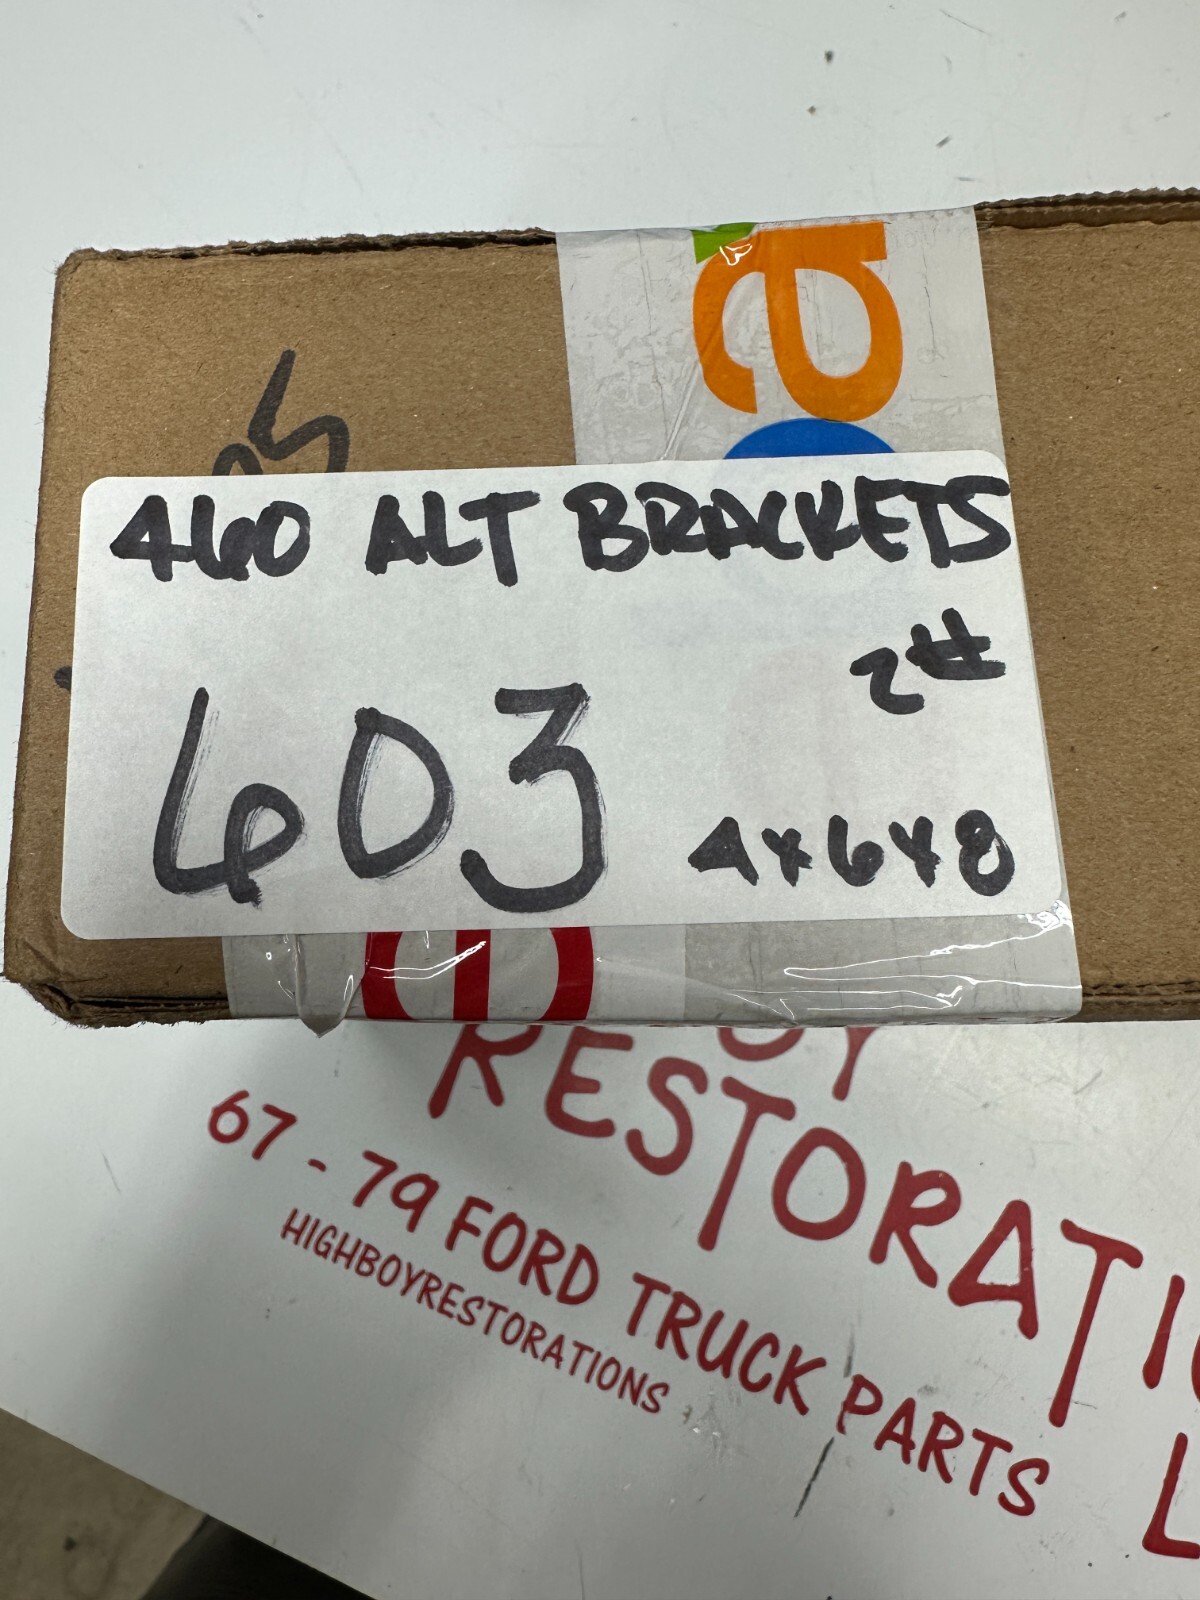 460 ALT BRACKETS
2#
603
4x6x8
RESTORATI
67 - 79 FORD TRUCK PARTS
HIGHBOYRESTORATIONS
L